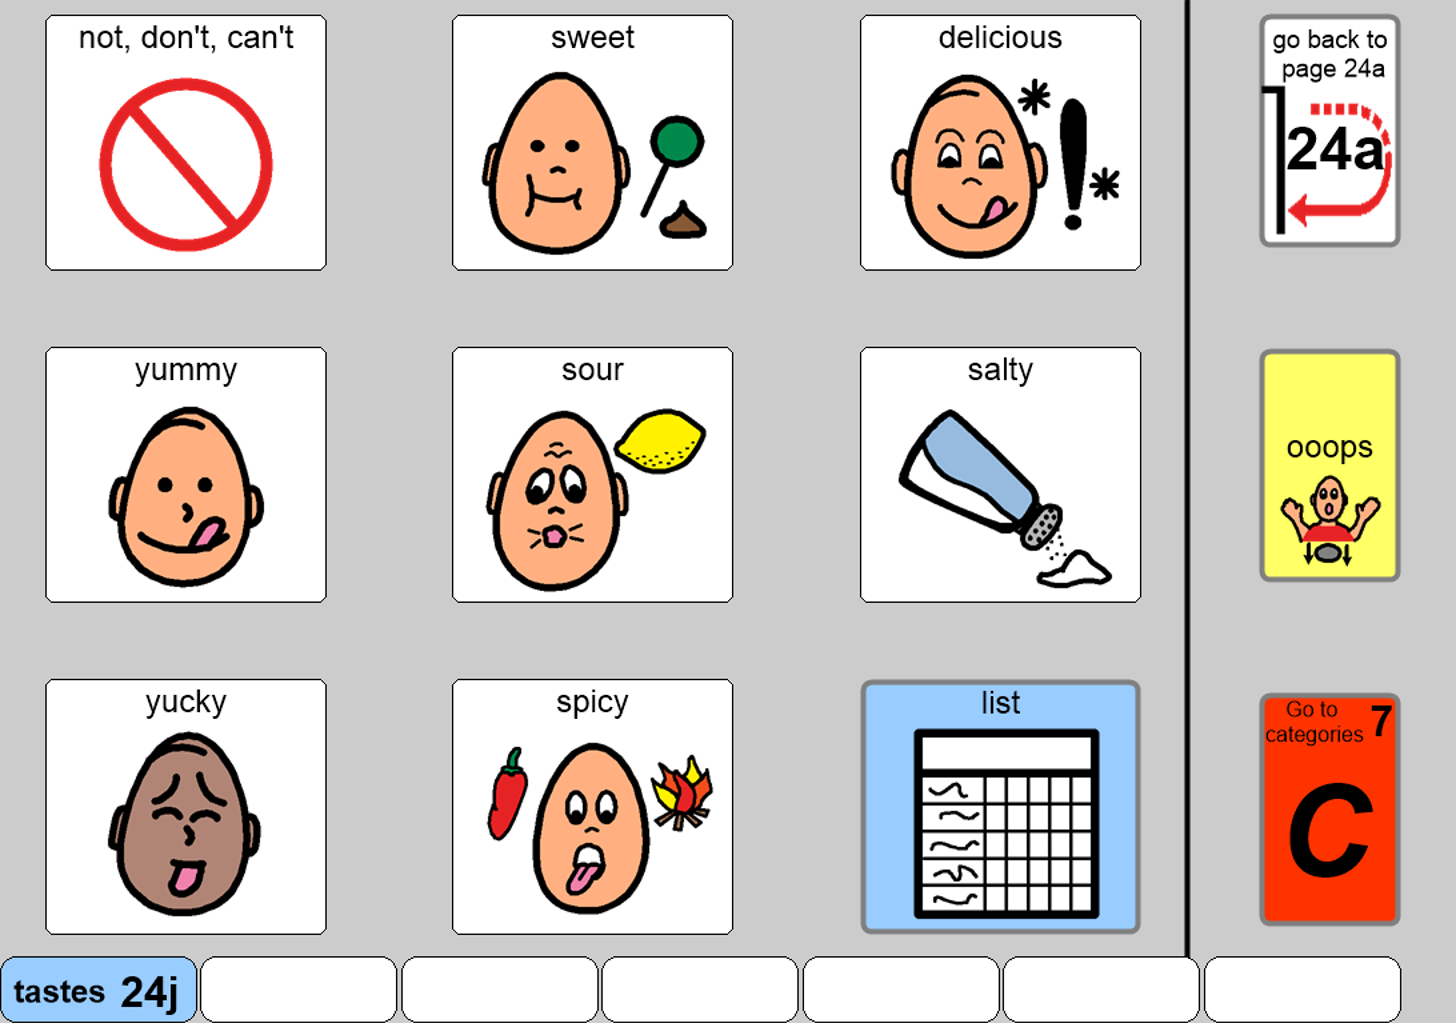 not, don't, can't
sweet
delicious
go back to
page 24a
24a
yummy
sour
salty
ooops
yucky
spicy
list
Go to
categories 7
C
tastes 24j